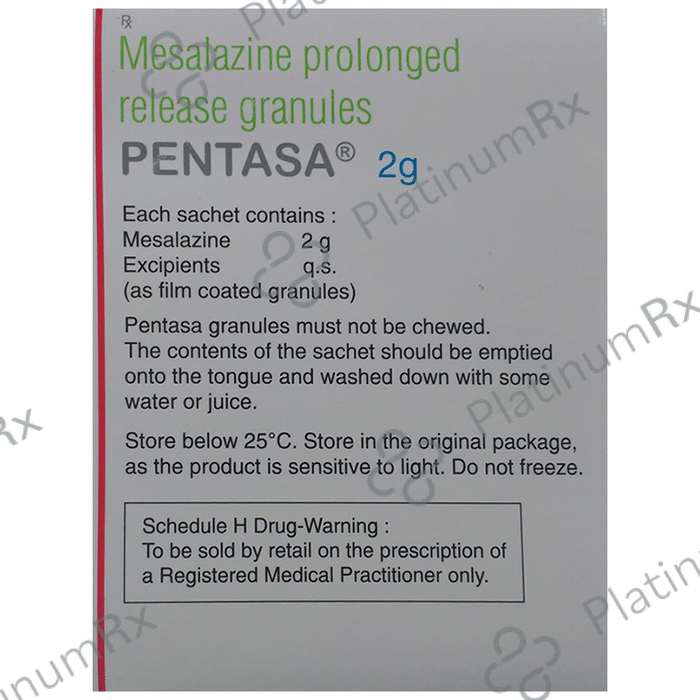 Rx
Mesalazine prolonged
release granules
PENTASA® 2g
Each sachet contains :
Mesalazine 2 g
Excipients q.s.
(as film coated granules)
Pentasa granules must not be chewed.
The contents of the sachet should be emptied
onto the tongue and washed down with some
water or juice.
Store below 25°C. Store in the original package,
as the product is sensitive to light. Do not freeze.
Schedule H Drug-Warning :
To be sold by retail on the prescription of
a Registered Medical Practitioner only.
PlatinumRx
PlatinumRx
PlatinumRx
Rx
PlatinumRx
PlatinumRx